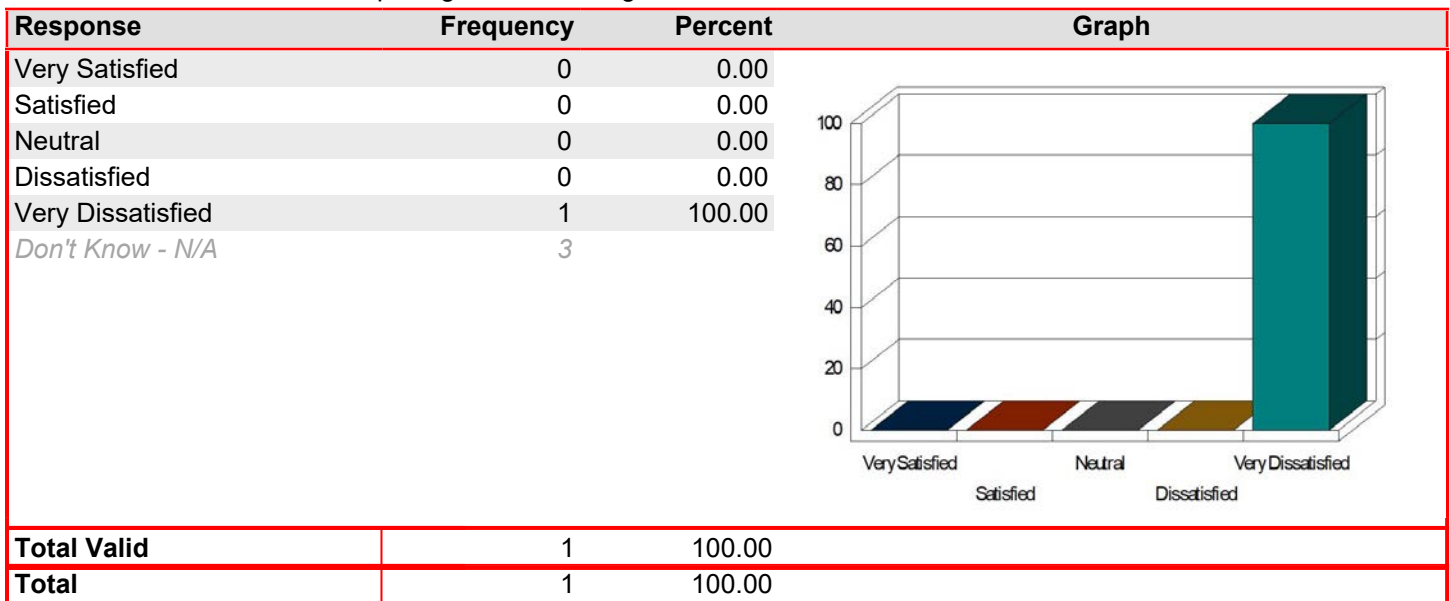 Response Frequency Percent Graph
Very Satisfied 0 0.00
Satisfied 0 0.00
Neutral 0 0.00
Dissatisfied 0 0.00
Very Dissatisfied 1 100.00
Don't Know - N/A 3
100
80
60
40
20
0
Very Satisfied Neutral Very Dissatisfied
Satisfied Dissatisfied
Total Valid 1 100.00
Total 1 100.00